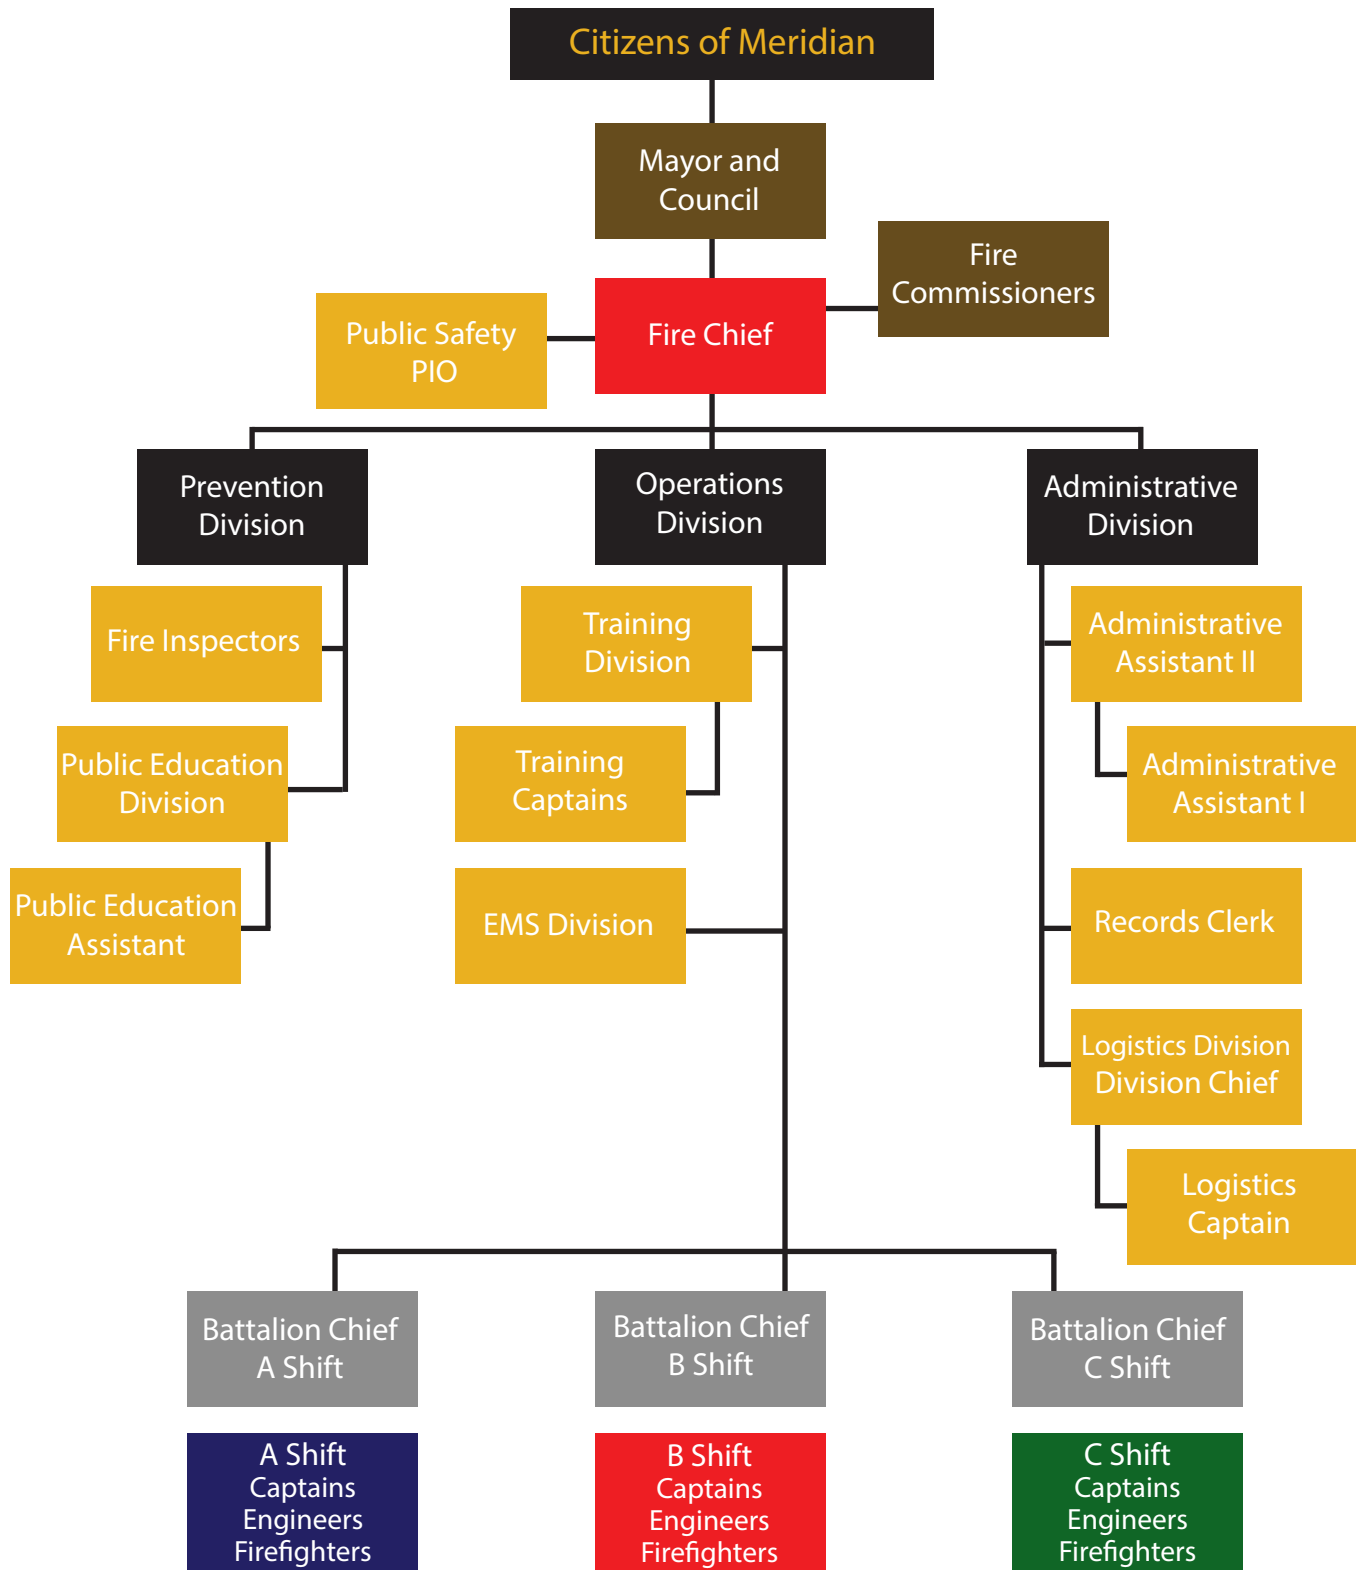 Citizens of Meridian
Mayor and
Council
Fire
Commissioners
Fire Chief
Public Safety
PIO
Prevention
Division
Operations
Division
Administrative
Division
Fire Inspectors
Public Education
Division
Public Education
Assistant
Training
Division
Training
Captains
EMS Division
Administrative
Assistant II
Administrative
Assistant I
Records Clerk
Logistics Division
Division Chief
Logistics
Captain
Battalion Chief
A Shift
Battalion Chief
B Shift
Battalion Chief
C Shift
A Shift
Captains
Engineers
Firefighters
B Shift
Captains
Engineers
Firefighters
C Shift
Captains
Engineers
Firefighters